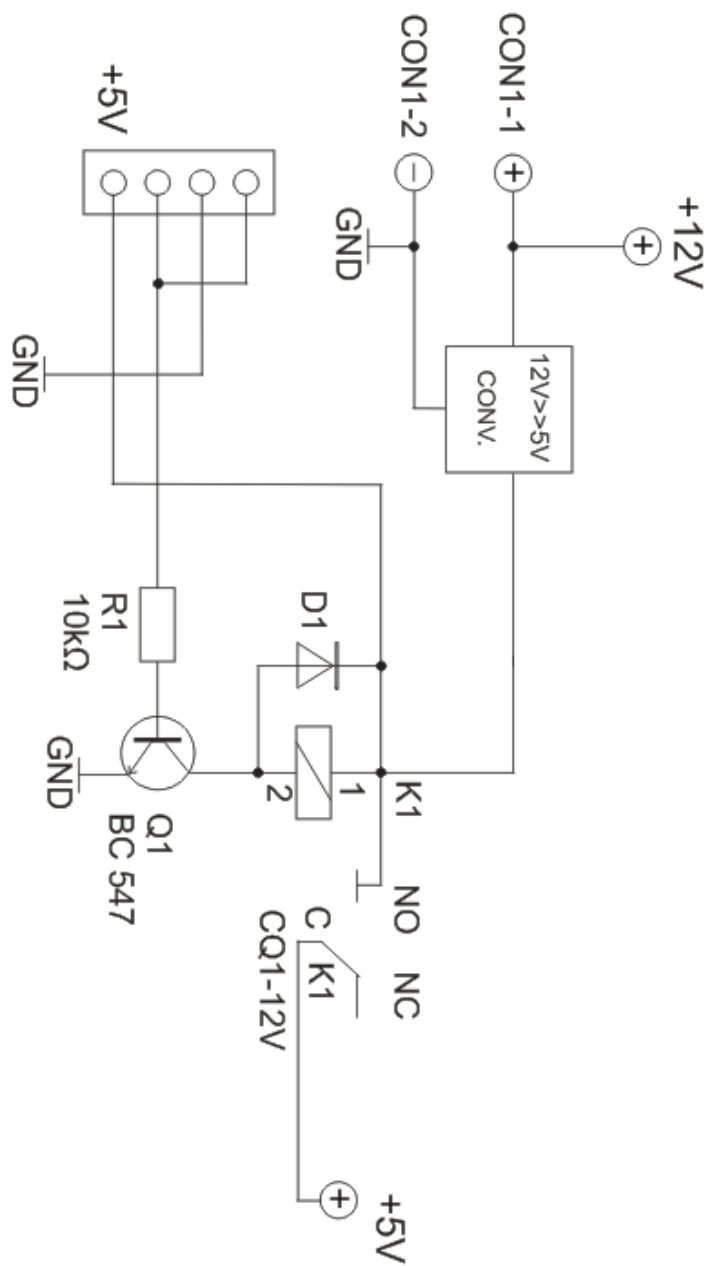 +12V
CON1-1
CON1-2
+
−
+
GND
12V>>5V
CONV.
+5V
GND
D1
R1
10kΩ
K1
1
2
GND
Q1
BC 547
NO
NC
C
K1
CQ1-12V
+
+5V